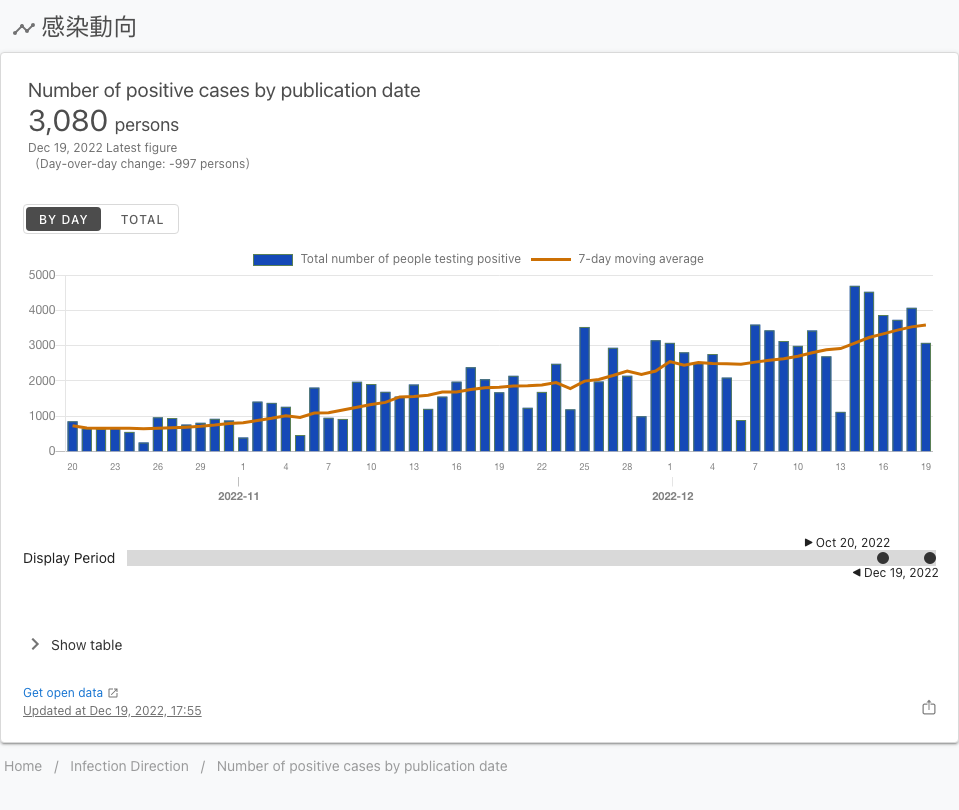 感染動向
Number of positive cases by publication date
3,080 persons
Dec 19, 2022 Latest figure
(Day-over-day change: -997 persons)
BY DAY TOTAL
Total number of people testing positive 7-day moving average
5000
4000
3000
2000
1000
0
20 23 26 29 1 4 7 10 13 16 19 22 25 28 1 4 7 10 13 16 19
2022-11 2022-12
Oct 20, 2022
Display Period
Dec 19, 2022
Show table
Get open data
Updated at Dec 19, 2022, 17:55
Home / Infection Direction / Number of positive cases by publication date